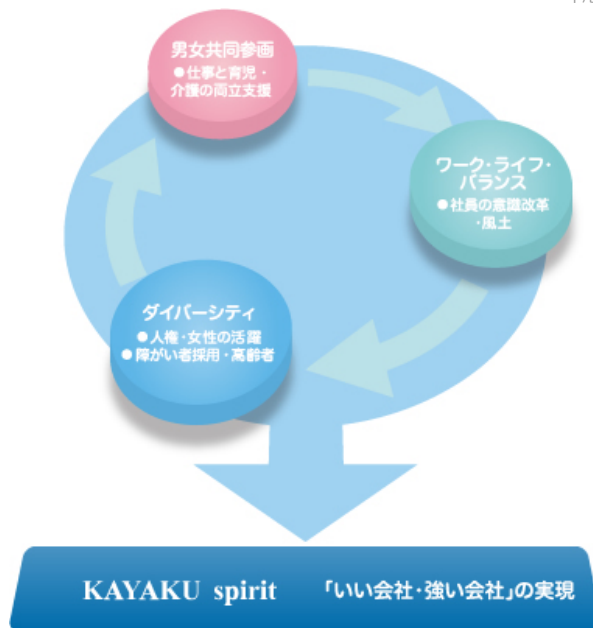 男女共同参画
●仕事と育児・
介護の両立支援
ワーク・ライフ・
バランス
●社員の意識改革
・風土
ダイバーシティ
●人権・女性の活躍
●障がい者採用・高齢者
KAYAKU spirit 「いい会社・強い会社」の実現